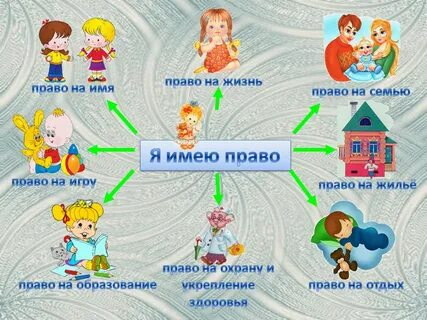 право на имя
право на жизнь
право на семью
Я имею право
право на игру
право на жильё
право на образование
право на охрану и
укрепление
здоровья
право на отдых